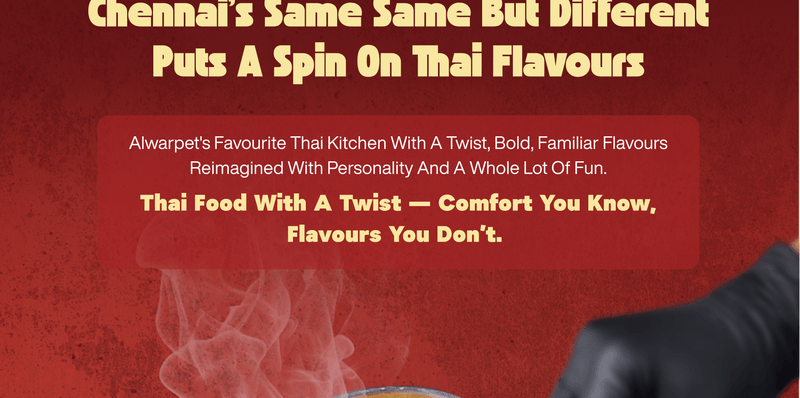 Chennai's Same Same But Different
Puts A Spin On Thai Flavours
Alwarpet's Favourite Thai Kitchen With A Twist, Bold, Familiar Flavours
Reimagined With Personality And A Whole Lot Of Fun.
Thai Food With A Twist — Comfort You Know,
Flavours You Don't.